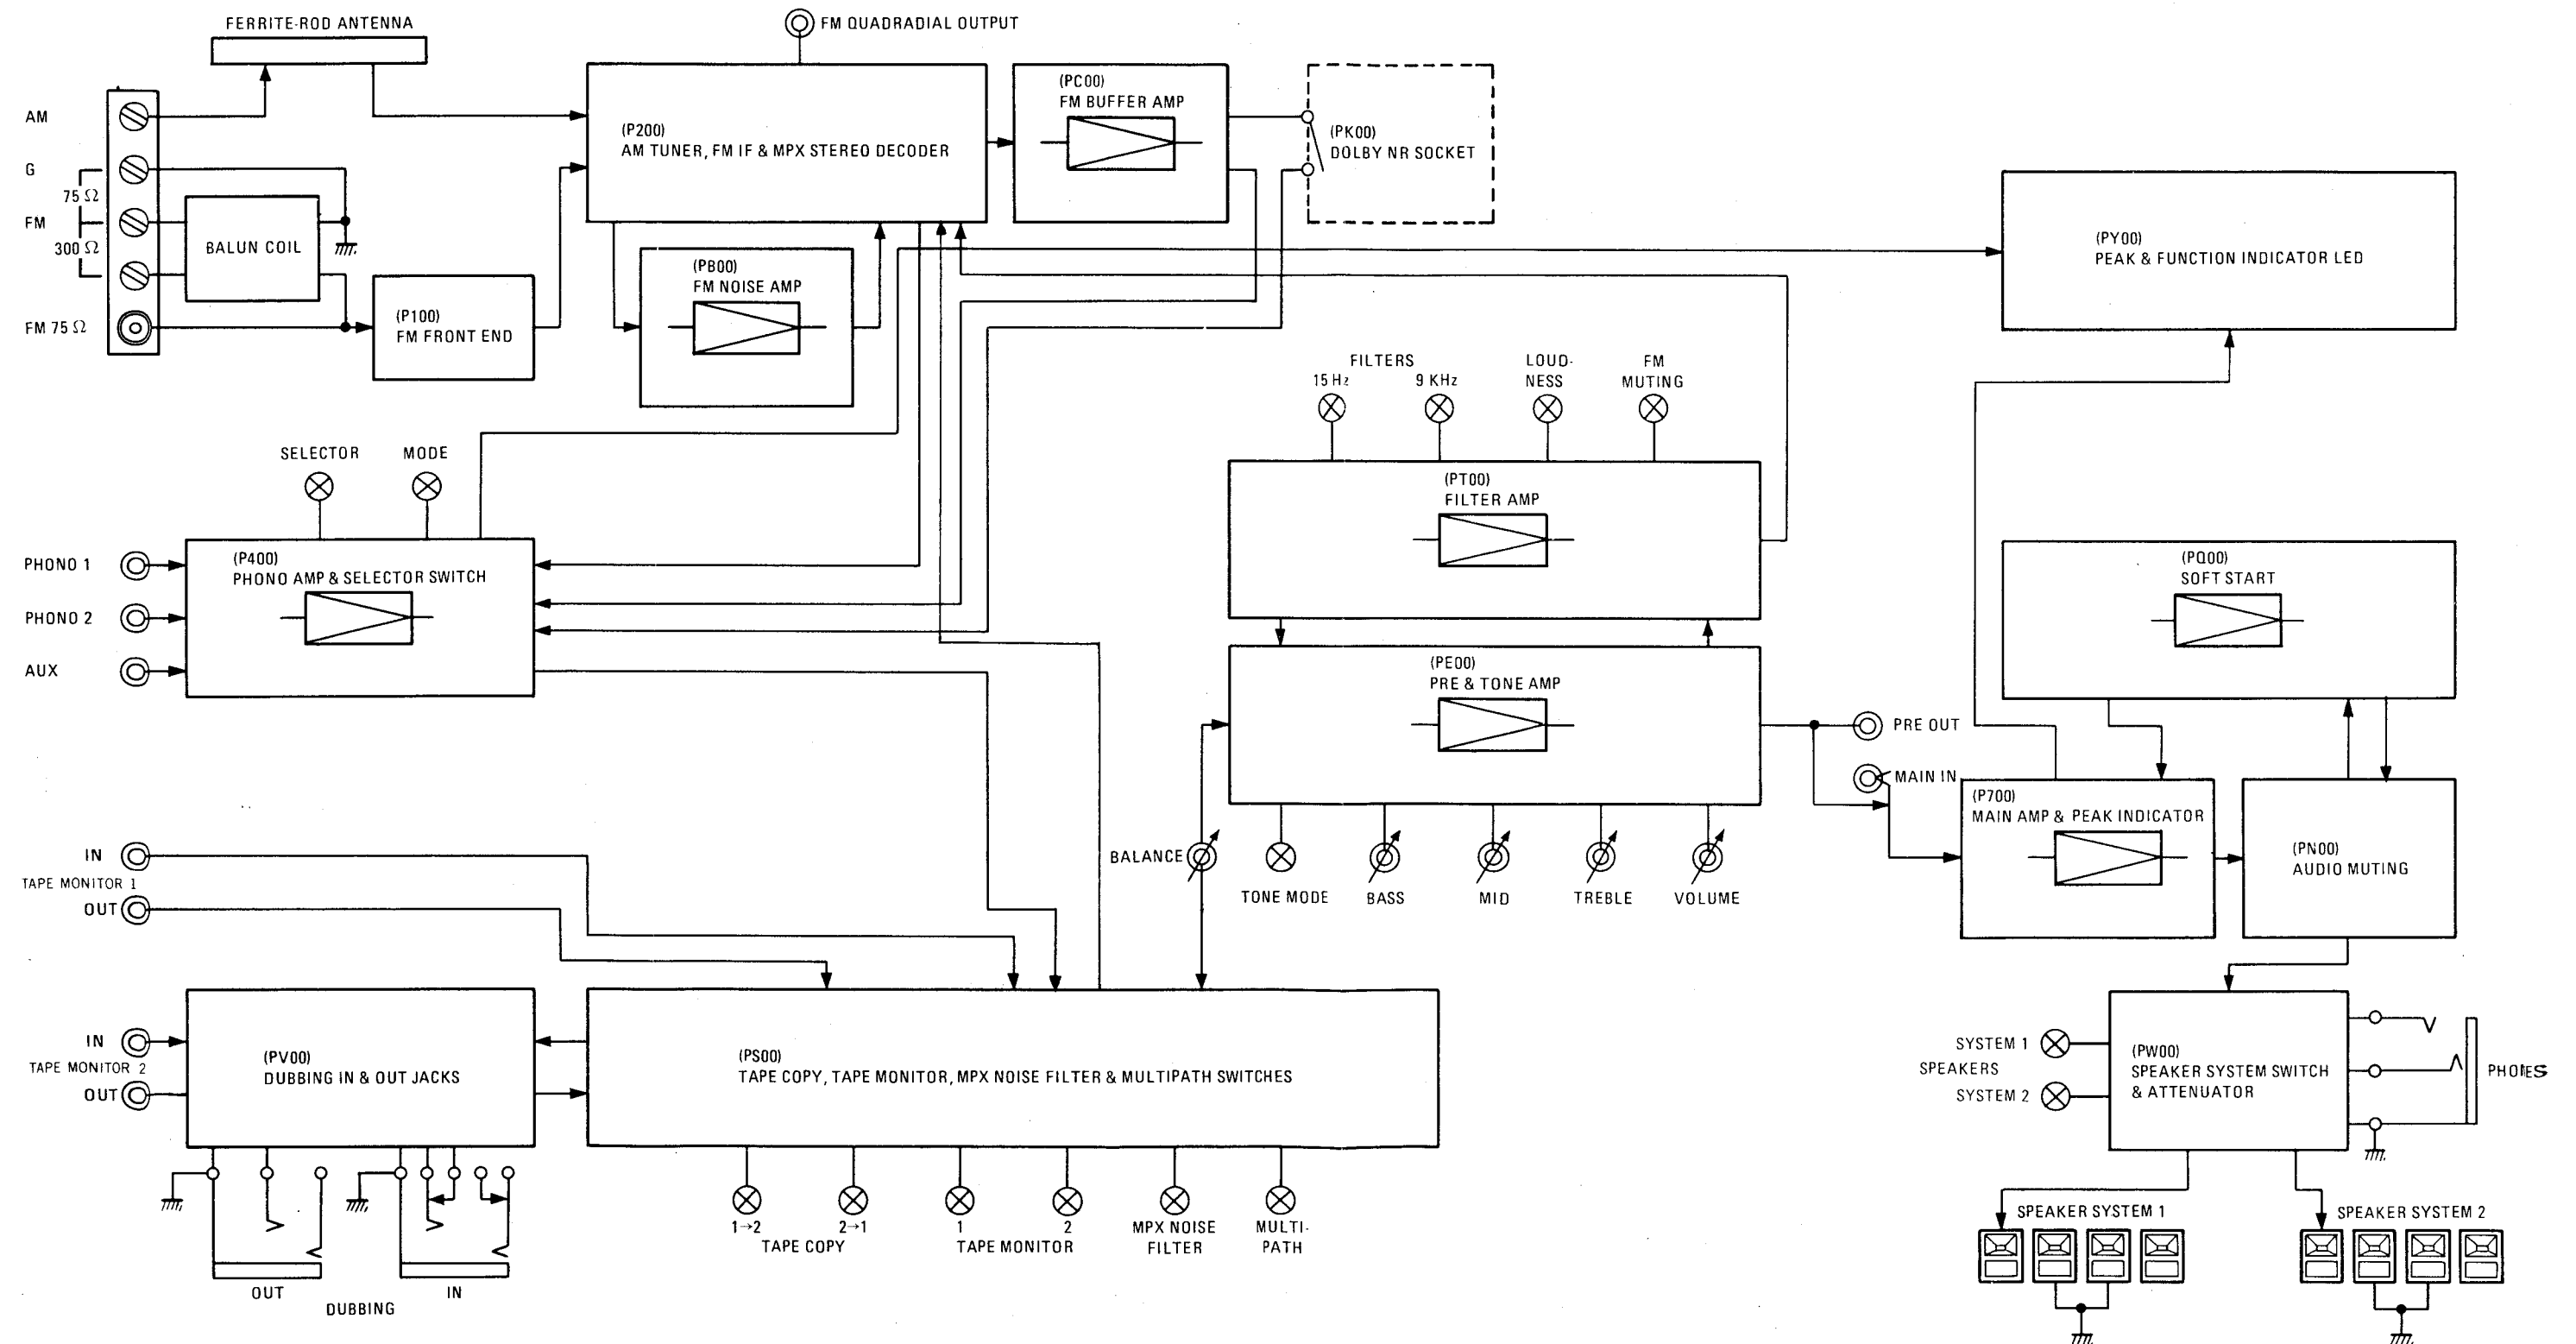 FERRITE-ROD ANTENNA
FM QUADRADIAL OUTPUT
AM
G
75 Ω
FM
300 Ω
FM 75 Ω
BALUN COIL
(P100)
FM FRONT END
(P200)
AM TUNER, FM IF & MPX STEREO DECODER
(PB00)
FM NOISE AMP
(PC00)
FM BUFFER AMP
(PK00)
DOLBY NR SOCKET
(PY00)
PEAK & FUNCTION INDICATOR LED
FILTERS
15 Hz
9 KHz
LOUD-
NESS
FM
MUTING
(PT00)
FILTER AMP
SELECTOR
MODE
PHONO 1
PHONO 2
AUX
(P400)
PHONO AMP & SELECTOR SWITCH
(PE00)
PRE & TONE AMP
PRE OUT
MAIN IN
(PQ00)
SOFT START
(P700)
MAIN AMP & PEAK INDICATOR
(PN00)
AUDIO MUTING
BALANCE
TONE MODE
BASS
MID
TREBLE
VOLUME
IN
TAPE MONITOR 1
OUT
IN
TAPE MONITOR 2
OUT
(PV00)
DUBBING IN & OUT JACKS
(PS00)
TAPE COPY, TAPE MONITOR, MPX NOISE FILTER & MULTIPATH SWITCHES
SYSTEM 1
SPEAKERS
SYSTEM 2
(PW00)
SPEAKER SYSTEM SWITCH
& ATTENUATOR
PHONES
1→2
2→1
TAPE COPY
1
2
TAPE MONITOR
MPX NOISE
FILTER
MULTI-
PATH
OUT
IN
DUBBING
SPEAKER SYSTEM 1
SPEAKER SYSTEM 2